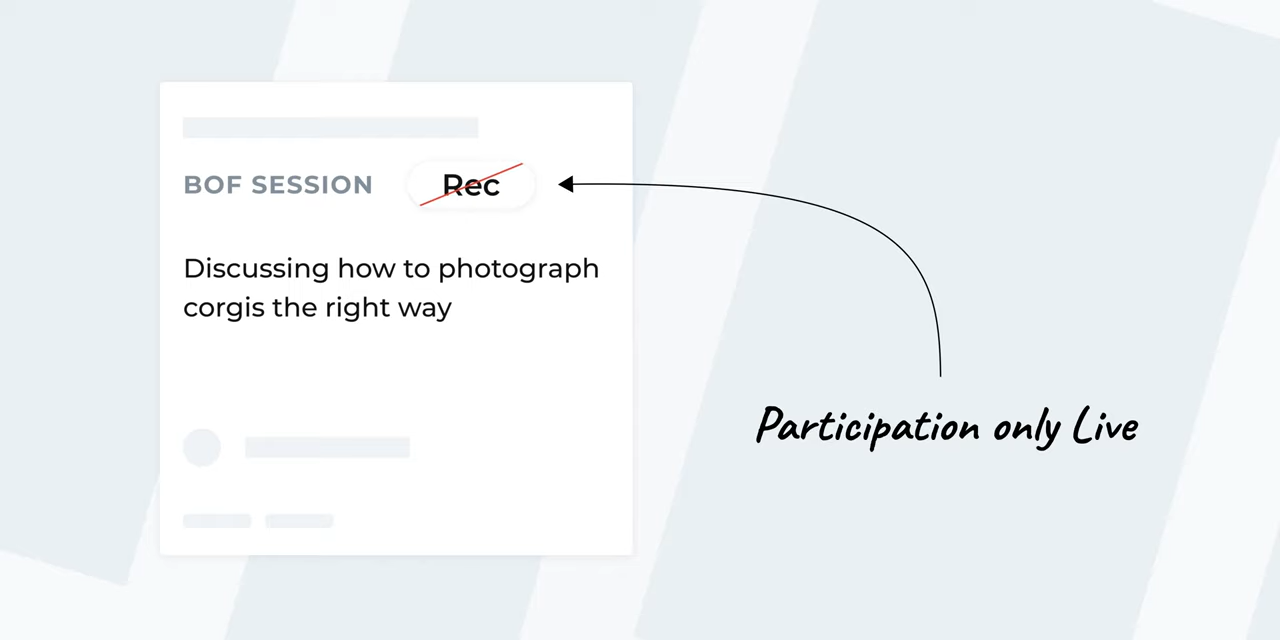 BOF SESSION Rec
Discussing how to photograph
corgis the right way
Participation only Live